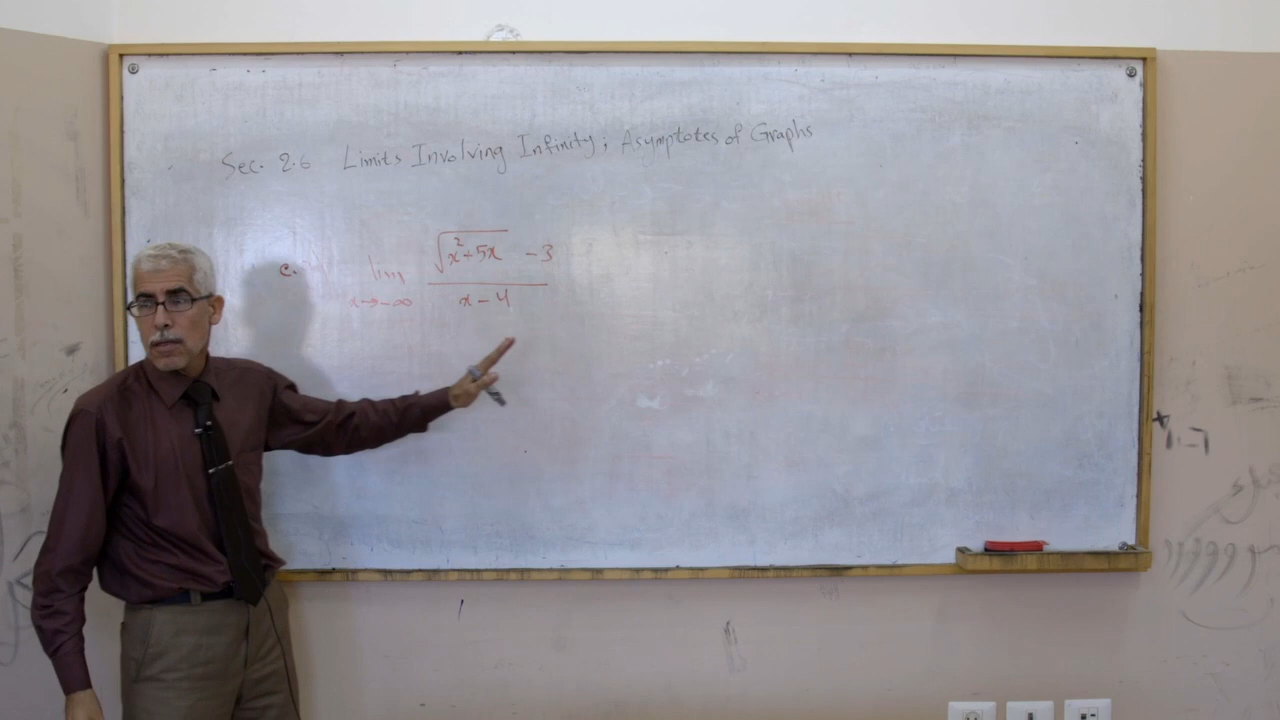 Sec. 2.6 Limits Involving Infinity; Asymptotes of Graphs
lim x→-∞ (√(x²+5x) - 3)/(x - 4)